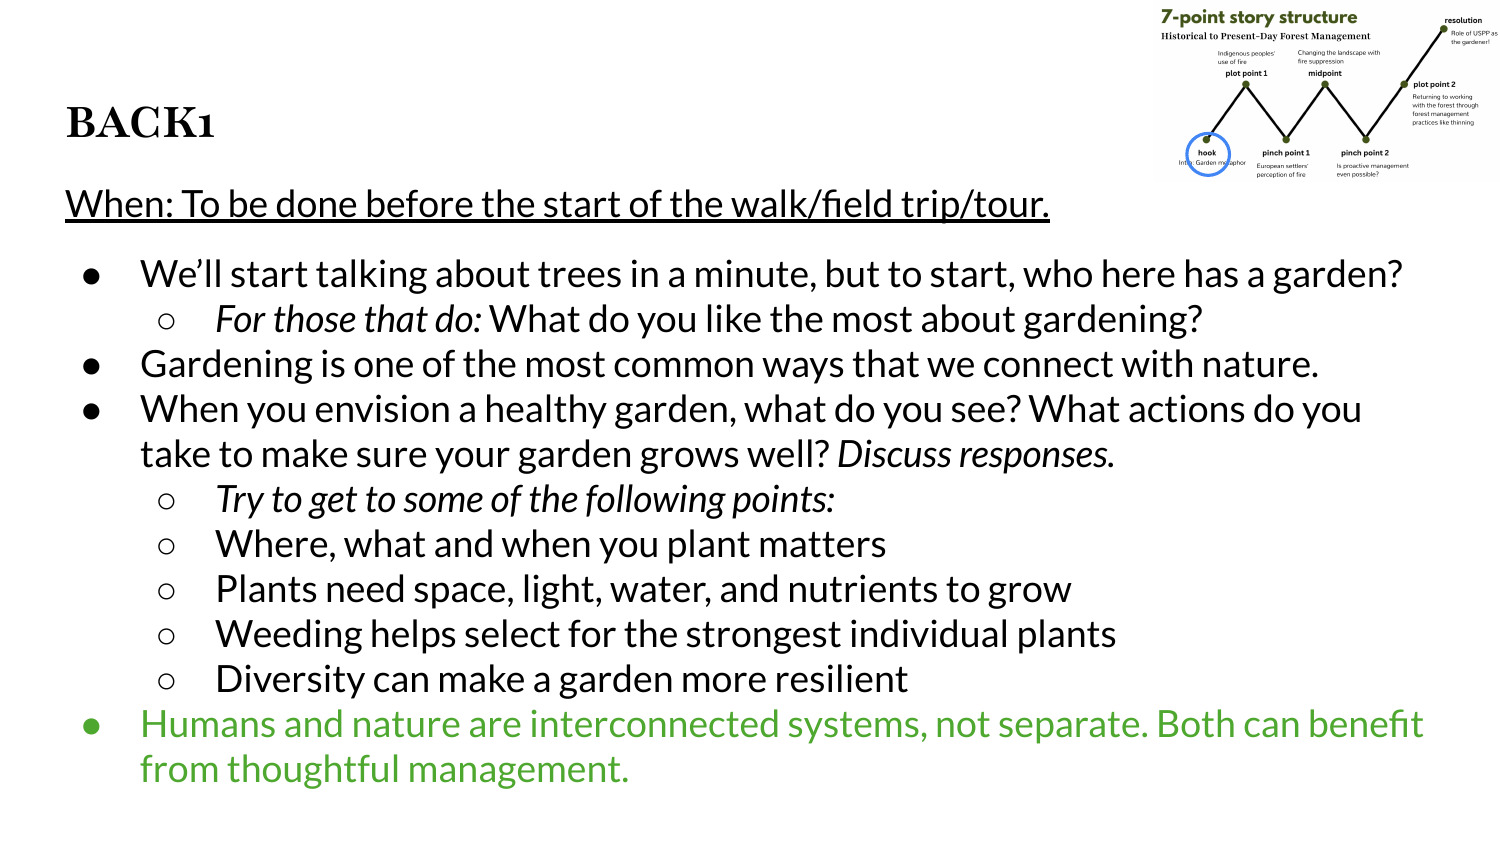 7-point story structure
Historical to Present-Day Forest Management
resolution
Role of USPP as
the gardener!
Indigenous peoples'
use of fire
plot point 1
Changing the landscape with
fire suppression
midpoint
plot point 2
Returning to working
with the forest through
forest management
practices like thinning
hook
Intro: Garden metaphor
pinch point 1
European settlers'
perception of fire
pinch point 2
Is proactive management
even possible?
BACK1
When: To be done before the start of the walk/field trip/tour.
● We’ll start talking about trees in a minute, but to start, who here has a garden?
○ For those that do: What do you like the most about gardening?
● Gardening is one of the most common ways that we connect with nature.
● When you envision a healthy garden, what do you see? What actions do you
take to make sure your garden grows well? Discuss responses.
○ Try to get to some of the following points:
○ Where, what and when you plant matters
○ Plants need space, light, water, and nutrients to grow
○ Weeding helps select for the strongest individual plants
○ Diversity can make a garden more resilient
● Humans and nature are interconnected systems, not separate. Both can benefit
from thoughtful management.